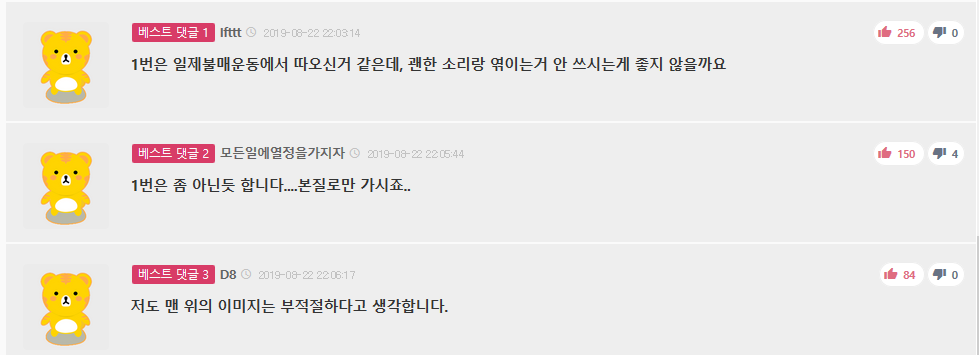 베스트 댓글 1 Ifttt 2019-08-22 22:03:14 256 0
1번은 일제불매운동에서 따오신거 같은데, 괜한 소리랑 엮이는거 안 쓰시는게 좋지 않을까요
베스트 댓글 2 모든일에열정을가지자 2019-08-22 22:05:44 150 4
1번은 좀 아닌듯 합니다....본질로만 가시죠..
베스트 댓글 3 D8 2019-08-22 22:06:17 84 0
저도 맨 위의 이미지는 부적절하다고 생각합니다.